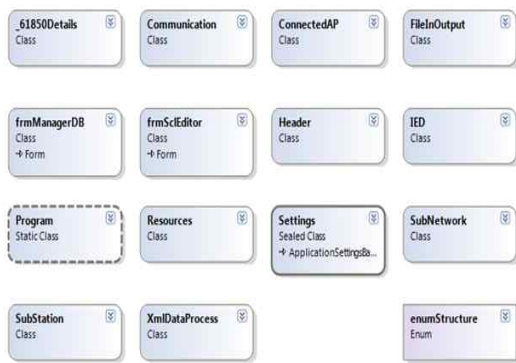 _61850Details
Class
Communication
Class
ConnectedAP
Class
FileInOutput
Class
frmManagerDB
Class
Form
frmSclEditor
Class
Form
Header
Class
IED
Class
Program
Static Class
Resources
Class
Settings
Sealed Class
ApplicationSettingsBa...
SubNetwork
Class
SubStation
Class
XmlDataProcess
Class
enumStructure
Enum